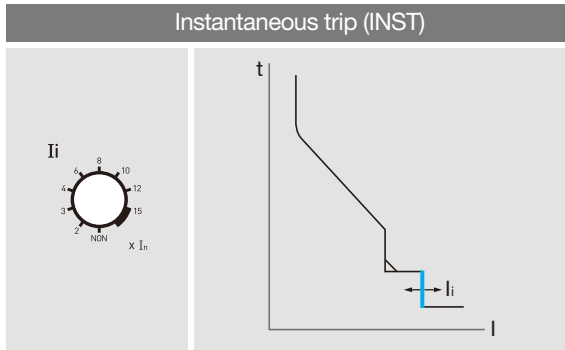 Instantaneous trip (INST)
Ii
8
6
10
4
12
3
15
2
NON
x In
t
Ii
I